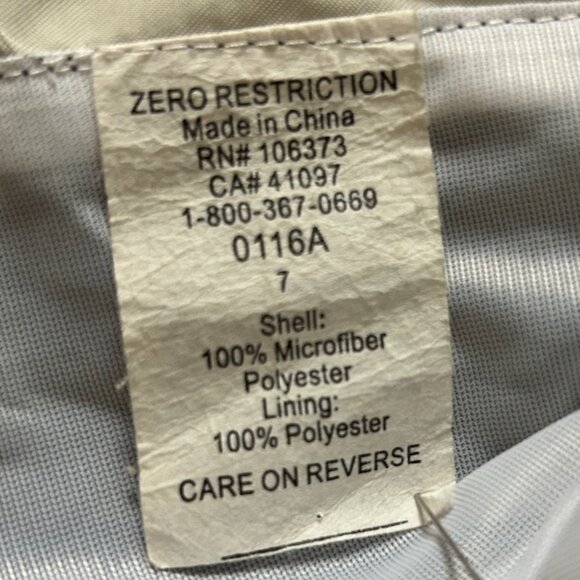 ZERO RESTRICTION
Made in China
RN# 106373
CA# 41097
1-800-367-0669
0116A
7
Shell:
100% Microfiber
Polyester
Lining:
100% Polyester
CARE ON REVERSE